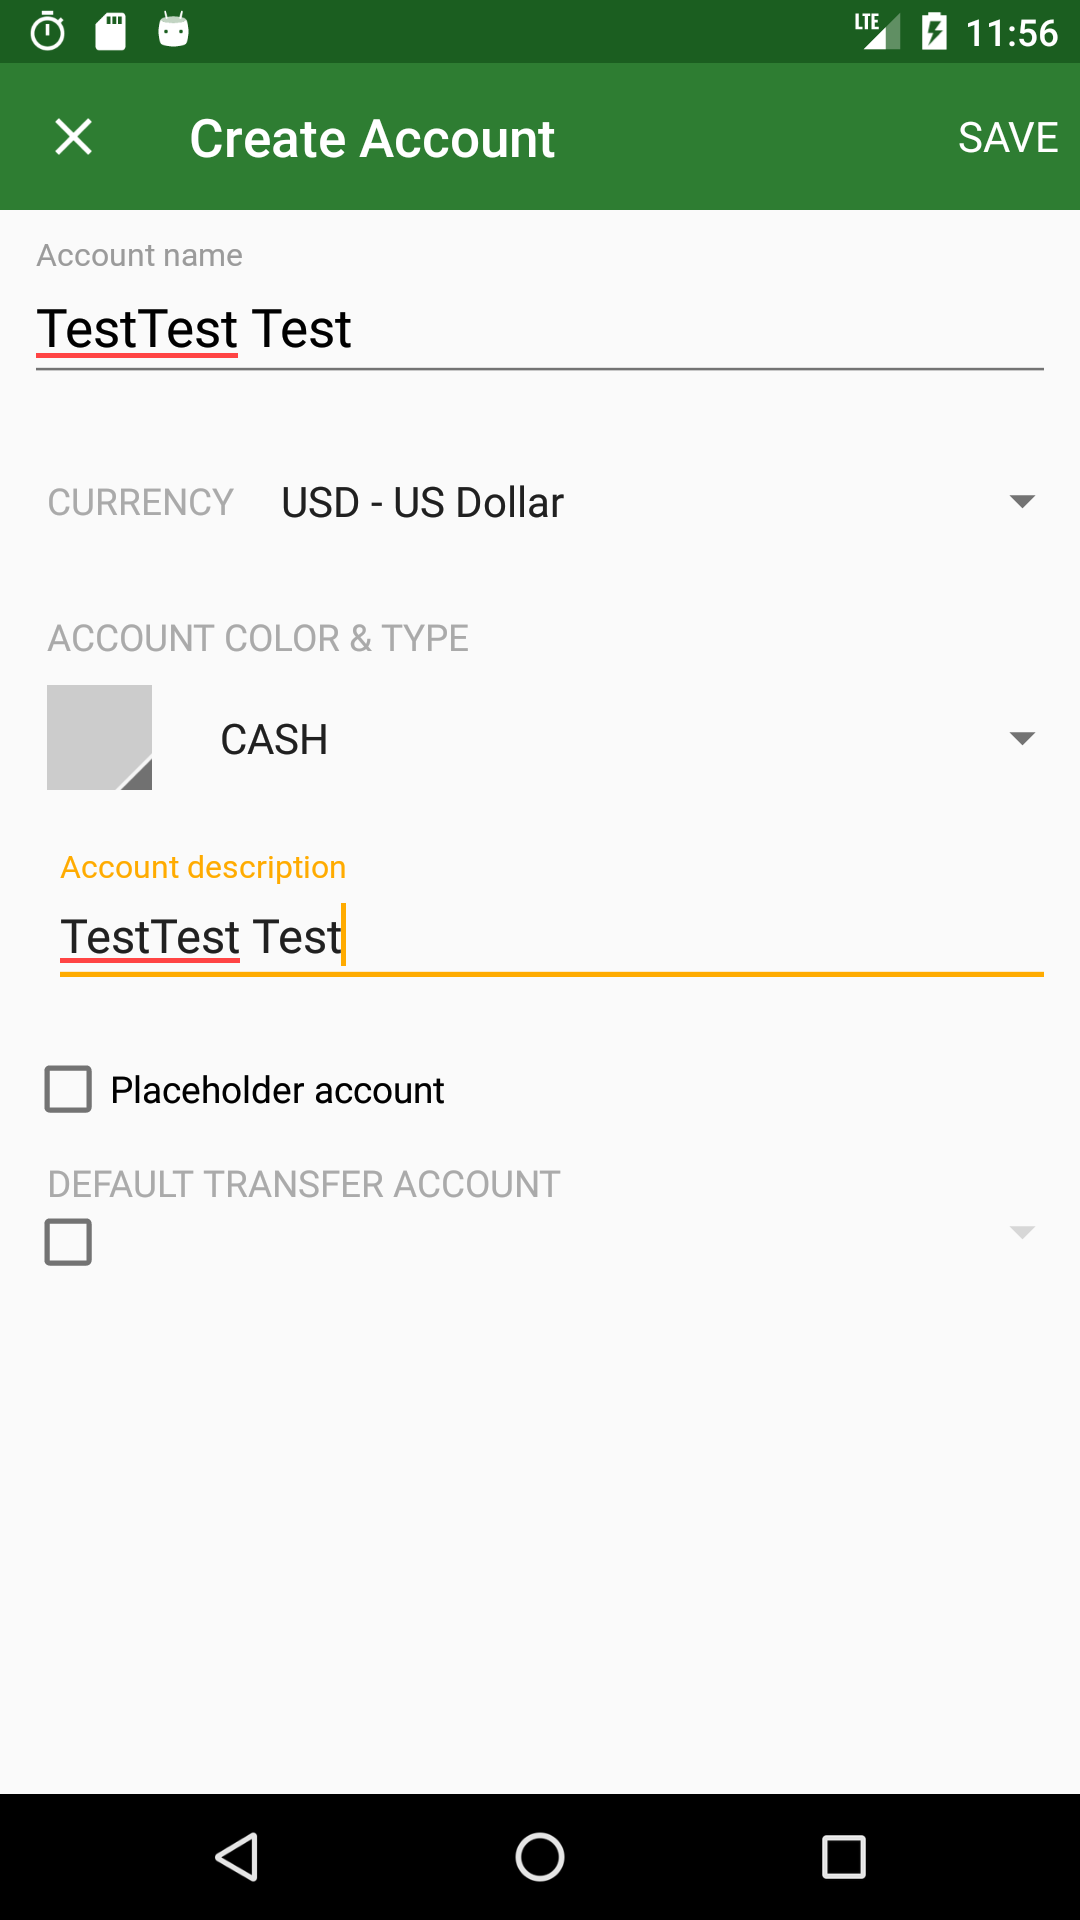 LTE 11:56
Create Account SAVE
Account name
TestTest Test
CURRENCY USD - US Dollar
ACCOUNT COLOR & TYPE
CASH
Account description
TestTest Test
Placeholder account
DEFAULT TRANSFER ACCOUNT